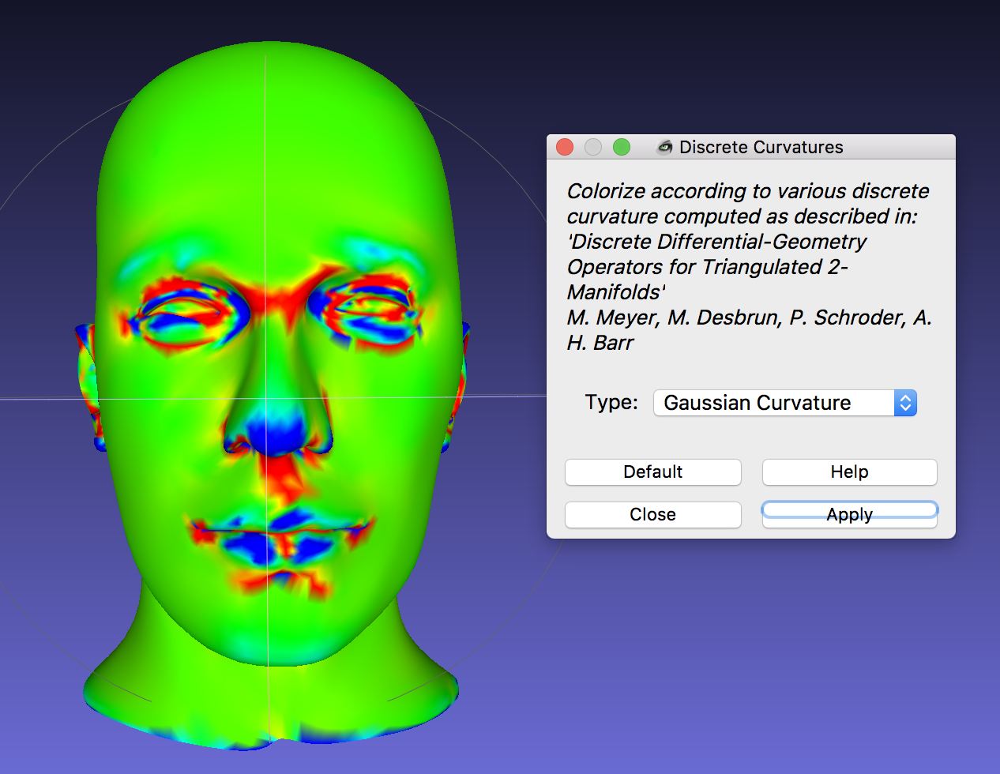 Discrete Curvatures
Colorize according to various discrete
curvature computed as described in:
'Discrete Differential-Geometry
Operators for Triangulated 2-
Manifolds'
M. Meyer, M. Desbrun, P. Schroder, A.
H. Barr
Type: Gaussian Curvature
Default Help
Close Apply